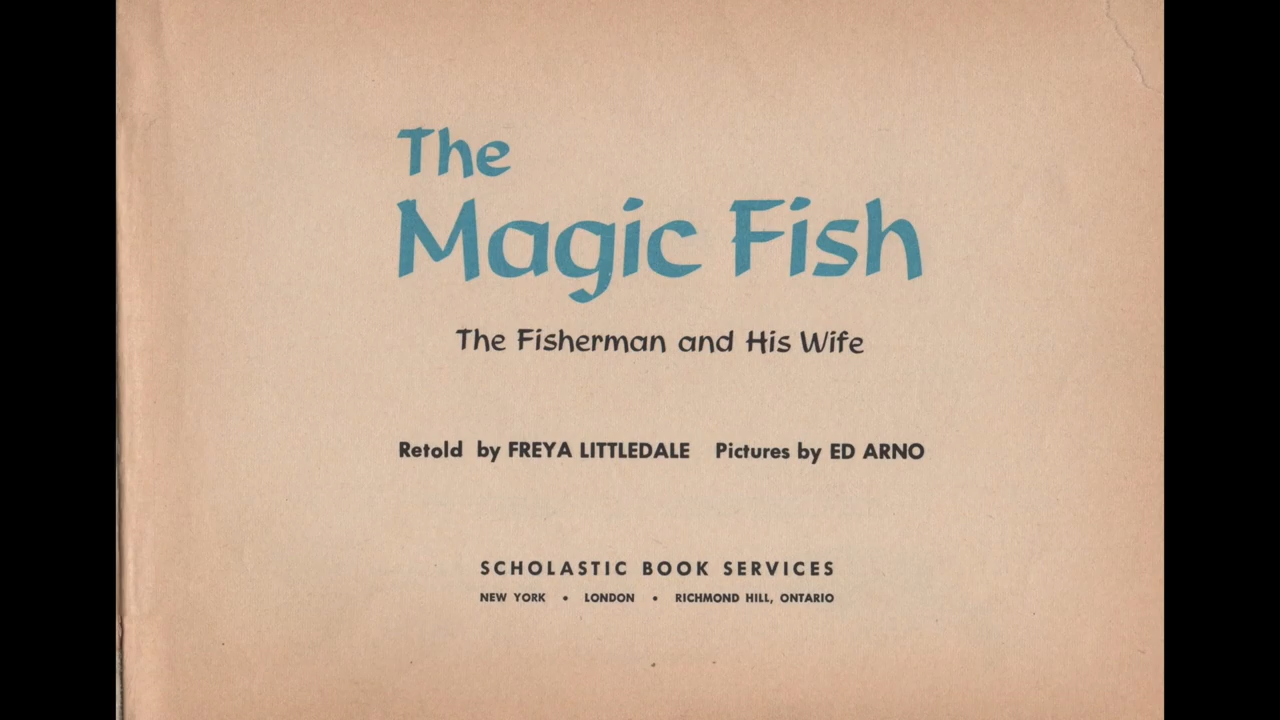 The
Magic Fish
The Fisherman and His Wife
Retold by FREYA LITTLEDALE Pictures by ED ARNO
SCHOLASTIC BOOK SERVICES
NEW YORK • LONDON • RICHMOND HILL, ONTARIO